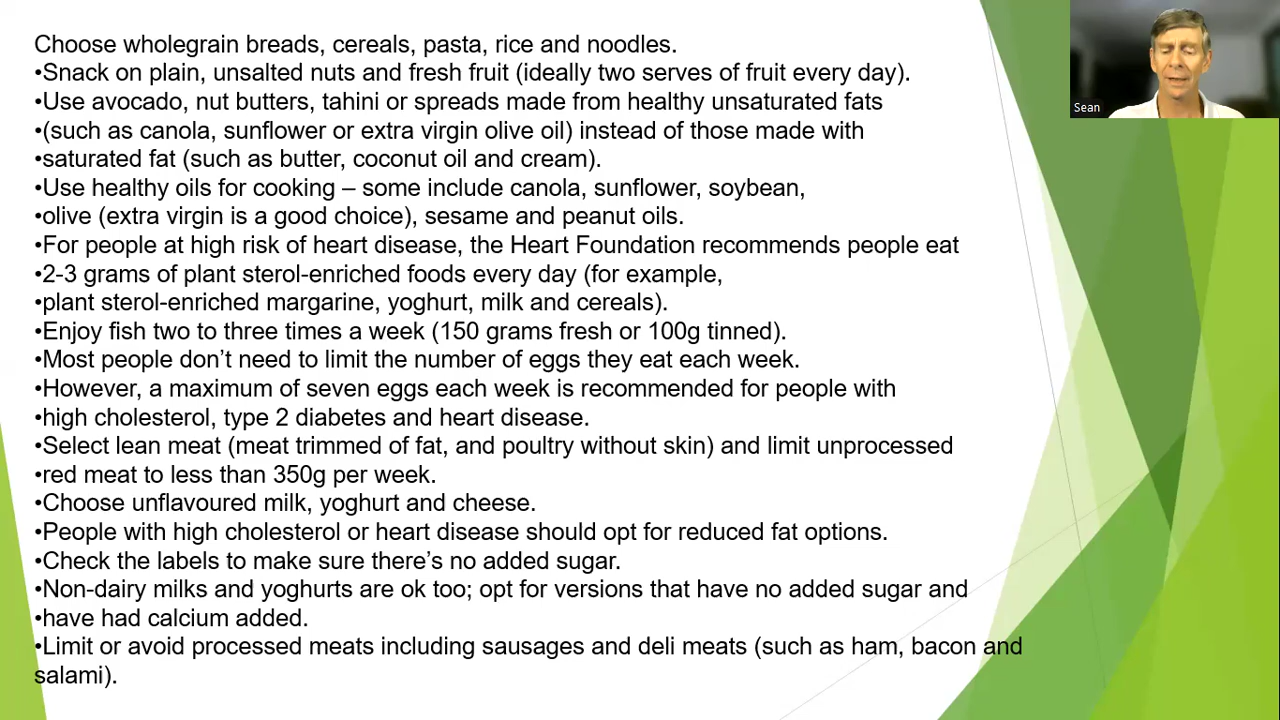 Choose wholegrain breads, cereals, pasta, rice and noodles.
•Snack on plain, unsalted nuts and fresh fruit (ideally two serves of fruit every day).
•Use avocado, nut butters, tahini or spreads made from healthy unsaturated fats
•(such as canola, sunflower or extra virgin olive oil) instead of those made with
•saturated fat (such as butter, coconut oil and cream).
•Use healthy oils for cooking – some include canola, sunflower, soybean,
•olive (extra virgin is a good choice), sesame and peanut oils.
•For people at high risk of heart disease, the Heart Foundation recommends people eat
•2-3 grams of plant sterol-enriched foods every day (for example,
•plant sterol-enriched margarine, yoghurt, milk and cereals).
•Enjoy fish two to three times a week (150 grams fresh or 100g tinned).
•Most people don’t need to limit the number of eggs they eat each week.
•However, a maximum of seven eggs each week is recommended for people with
•high cholesterol, type 2 diabetes and heart disease.
•Select lean meat (meat trimmed of fat, and poultry without skin) and limit unprocessed
•red meat to less than 350g per week.
•Choose unflavoured milk, yoghurt and cheese.
•People with high cholesterol or heart disease should opt for reduced fat options.
•Check the labels to make sure there’s no added sugar.
•Non-dairy milks and yoghurts are ok too; opt for versions that have no added sugar and
•have had calcium added.
•Limit or avoid processed meats including sausages and deli meats (such as ham, bacon and
salami).
Sean